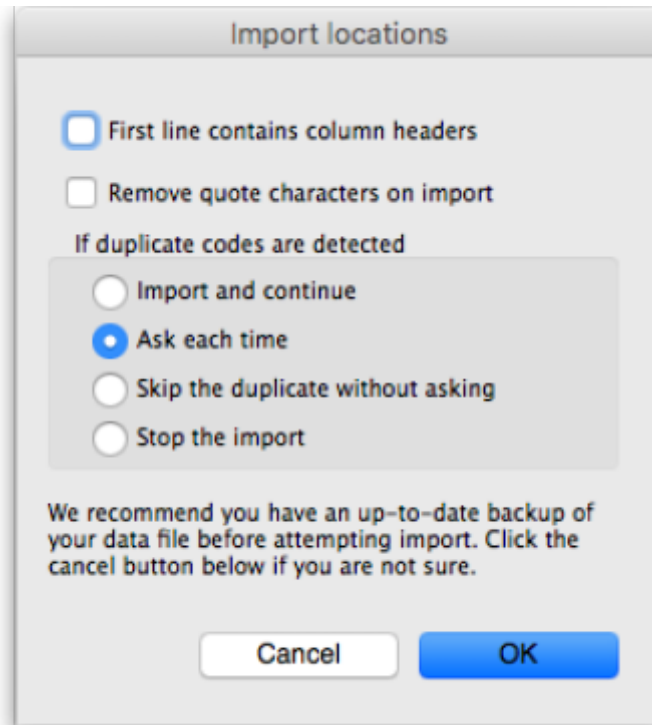 Import locations
First line contains column headers
Remove quote characters on import
If duplicate codes are detected
Import and continue
Ask each time
Skip the duplicate without asking
Stop the import
We recommend you have an up-to-date backup of
your data file before attempting import. Click the
cancel button below if you are not sure.
Cancel
OK